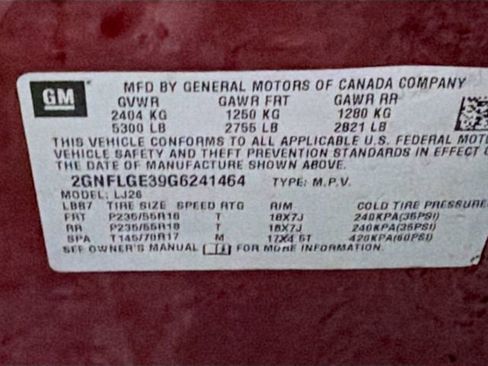 GM
MFD BY GENERAL MOTORS OF CANADA COMPANY
GVWR GAWR FRT GAWR RR
2404 KG 1250 KG 1280 KG
5300 LB 2755 LB 2821 LB
THIS VEHICLE CONFORMS TO ALL APPLICABLE U.S. FEDERAL MOT
VEHICLE SAFETY AND THEFT PREVENTION STANDARDS IN EFFECT O
THE DATE OF MANUFACTURE SHOWN ABOVE.
2GNFLGE39G6241464 TYPE: M.P.V.
MODEL: LJ26
TIRE SIZE SPEED RTG RIM COLD TIRE PRESSURE
FRT P235/55R18 T 18X7J 240KPA(35PSI)
RR P235/55R18 T 18X7J 240KPA(35PSI)
SPA T145/70R17 M 17X4.5T 420KPA(60PSI)
SEE OWNER'S MANUAL FOR MORE INFORMATION.